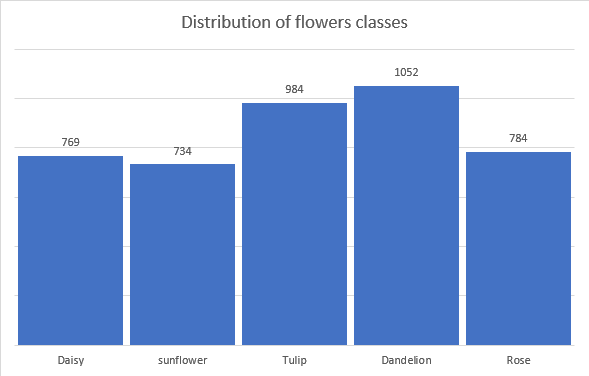 Distribution of flowers classes
769
734
984
1052
784
Daisy
sunflower
Tulip
Dandelion
Rose